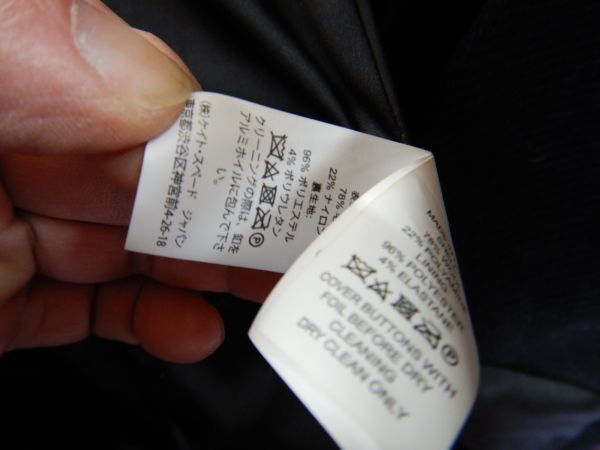 78%
22% ナイロン
裏生地:
96% ポリエステル
4% ポリウレタン
クリーニングの際は、釦を
アルミホイルに包んで下さ
い。
(株)ケイト・スペード ジャパン
東京都渋谷区神宮前4-26-18
22%
LINING
96% POLYESTER
4% ELASTANE
COVER BUTTONS WITH
FOIL BEFORE DRY
CLEANING
DRY CLEAN ONLY